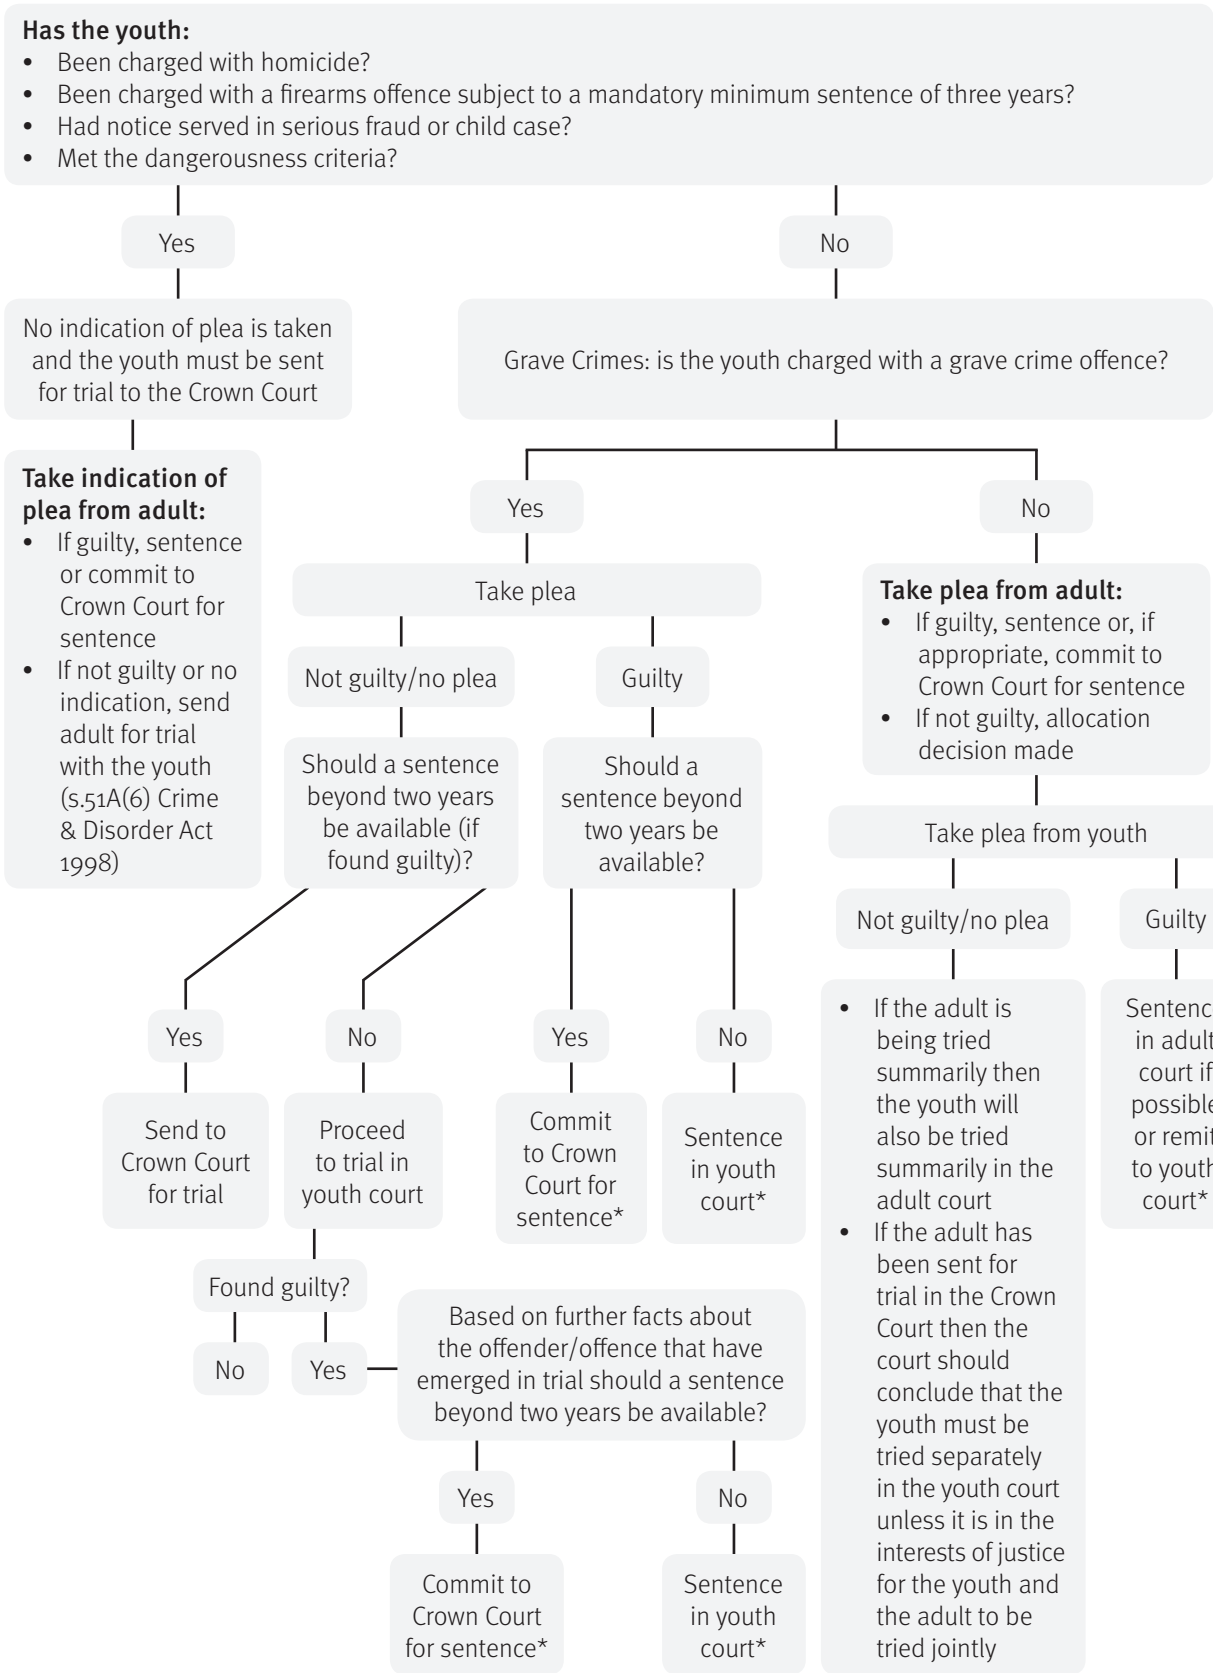 Has the youth:
• Been charged with homicide?
• Been charged with a firearms offence subject to a mandatory minimum sentence of three years?
• Had notice served in serious fraud or child case?
• Met the dangerousness criteria?
Yes
No
No indication of plea is taken
and the youth must be sent
for trial to the Crown Court
Grave Crimes: is the youth charged with a grave crime offence?
Take indication of
plea from adult:
• If guilty, sentence
or commit to
Crown Court for
sentence
• If not guilty or no
indication, send
adult for trial
with the youth
(s.51A(6) Crime
& Disorder Act
1998)
Yes
No
Take plea
Take plea from adult:
• If guilty, sentence or, if
appropriate, commit to
Crown Court for sentence
• If not guilty, allocation
decision made
Not guilty/no plea
Guilty
Should a sentence
beyond two years
be available (if
found guilty)?
Should a
sentence beyond
two years be
available?
Take plea from youth
Not guilty/no plea
Guilty
Yes
No
Yes
No
Send to
Crown Court
for trial
Proceed
to trial in
youth court
Commit
to Crown
Court for
sentence*
Sentence
in youth
court*
• If the adult is
being tried
summarily then
the youth will
also be tried
summarily in the
adult court
• If the adult has
been sent for
trial in the Crown
Court then the
court should
conclude that the
youth must be
tried separately
in the youth court
unless it is in the
interests of justice
for the youth and
the adult to be
tried jointly
Sentence
in adult
court if
possible
or remit
to youth
court*
Found guilty?
No
Yes
Based on further facts about
the offender/offence that have
emerged in trial should a sentence
beyond two years be available?
Yes
No
Commit to
Crown Court
for sentence*
Sentence
in youth
court*